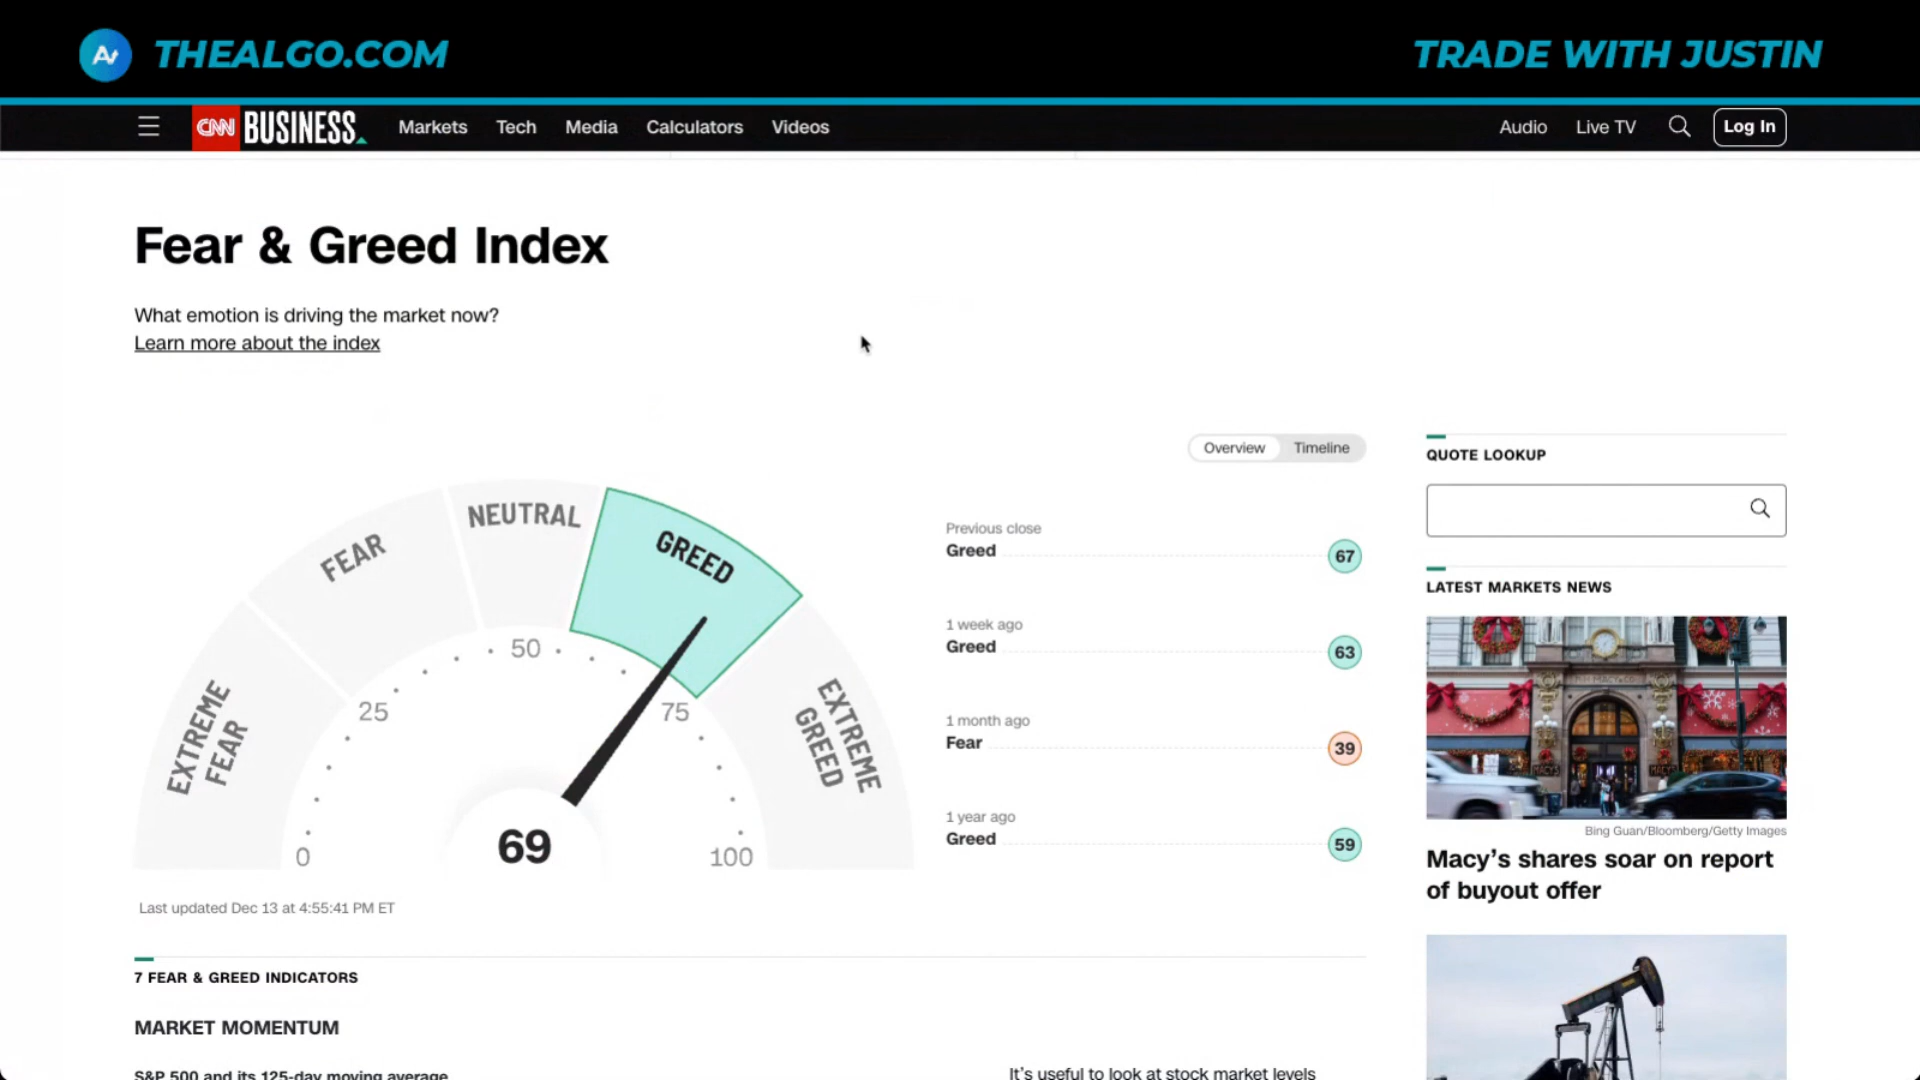 THEALGO.COM
TRADE WITH JUSTIN
CNN BUSINESS
Markets
Tech
Media
Calculators
Videos
Audio
Live TV
Log In
Fear & Greed Index
What emotion is driving the market now?
Learn more about the index
Overview
Timeline
EXTREME
FEAR
FEAR
NEUTRAL
GREED
EXTREME
GREED
0
25
50
75
100
69
Last updated Dec 13 at 4:55:41 PM ET
Previous close
Greed
67
1 week ago
Greed
63
1 month ago
Fear
39
1 year ago
Greed
59
QUOTE LOOKUP
LATEST MARKETS NEWS
Bing Guan/Bloomberg/Getty Images
Macy’s shares soar on report
of buyout offer
7 FEAR & GREED INDICATORS
MARKET MOMENTUM
S&P 500 and its 125-day moving average
It’s useful to look at stock market levels